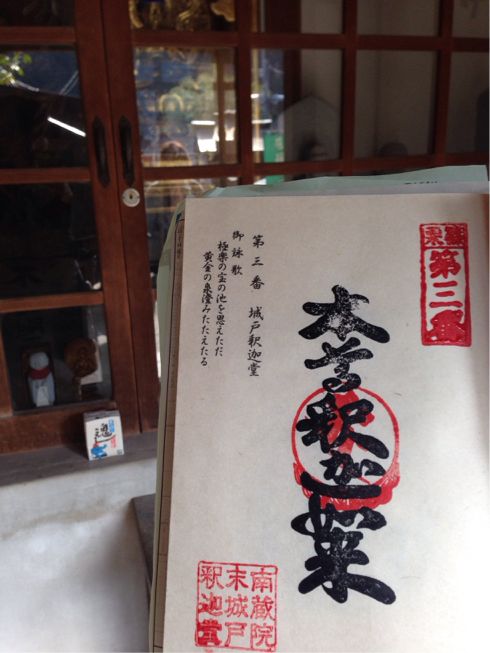 霊場
第三番
本尊釈迦如来
第三番 城戸釈迦堂
御詠歌
極楽の宝の池を思えただ
黄金の泉澄みたたえたる
南蔵院
末城戸
釈迦堂